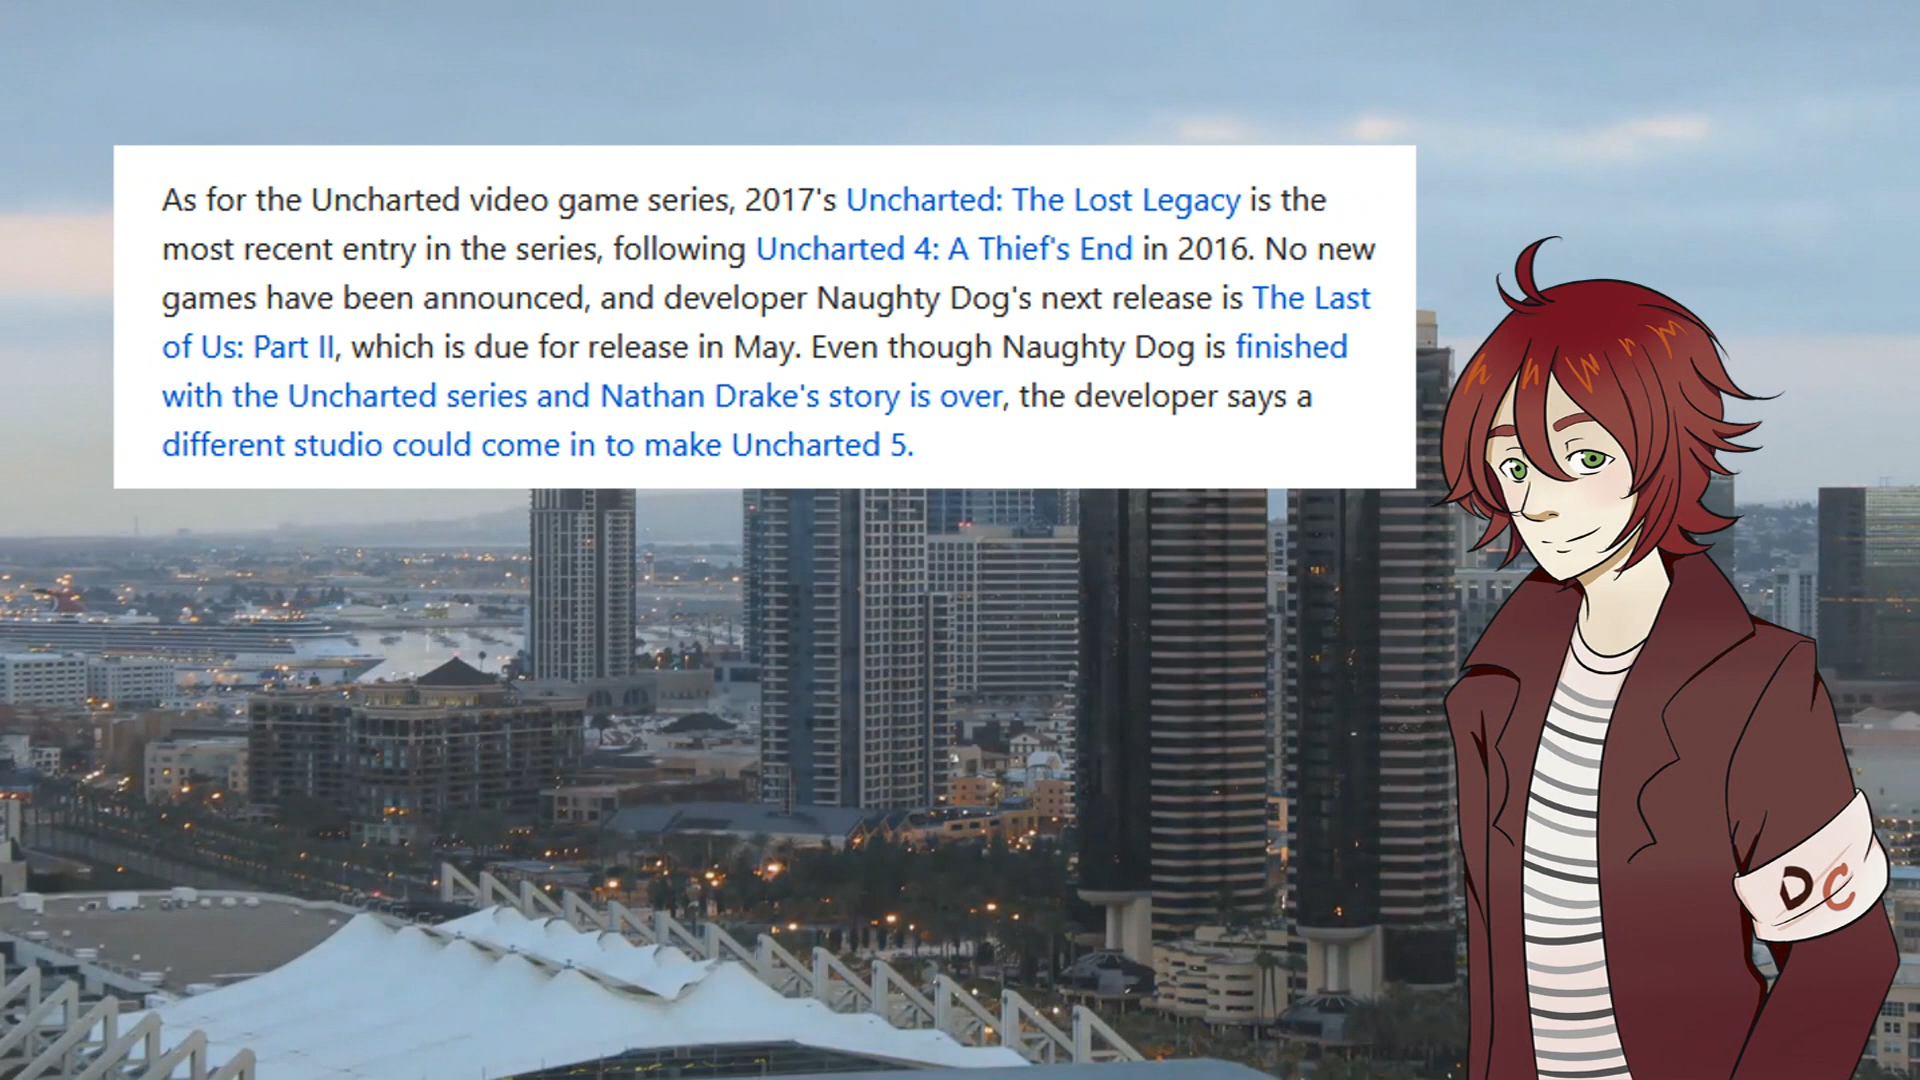 As for the Uncharted video game series, 2017's Uncharted: The Lost Legacy is the
most recent entry in the series, following Uncharted 4: A Thief's End in 2016. No new
games have been announced, and developer Naughty Dog's next release is The Last
of Us: Part II, which is due for release in May. Even though Naughty Dog is finished
with the Uncharted series and Nathan Drake's story is over, the developer says a
different studio could come in to make Uncharted 5.
DC